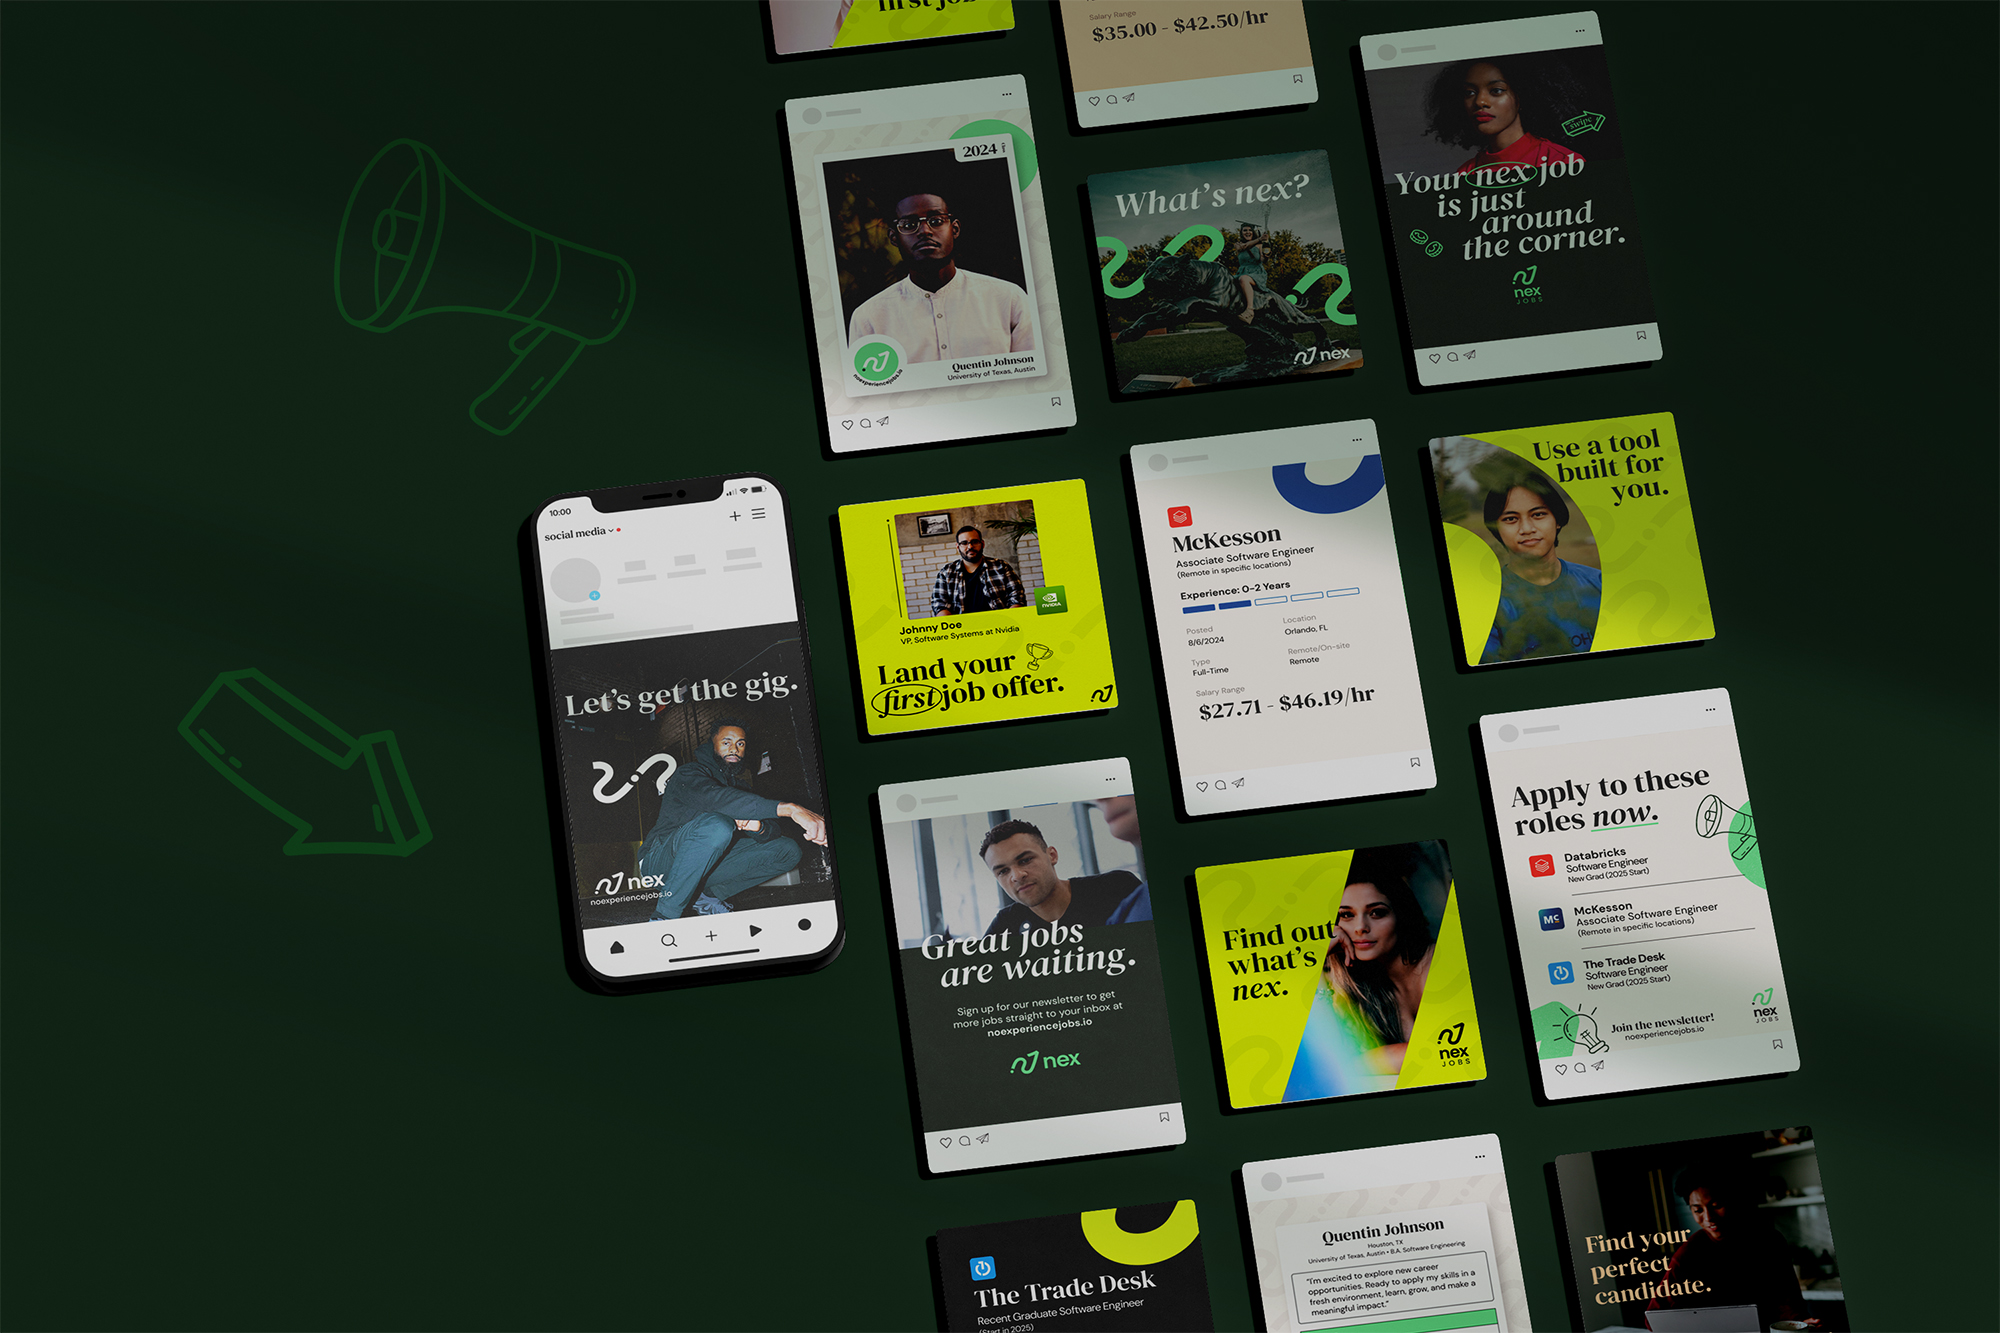 first job
Salary Range
$35.00 - $42.50/hr
2024
Quentin Johnson
University of Texas, Austin
noexperiencejobs.io
What's nex?
nex
swipe
Your nex job
is just
around
the corner.
nex
JOBS
10:00
social media
Let's get the gig.
nex
noexperiencejobs.io
Johnny Doe
VP, Software Systems at Nvidia
NVIDIA
Land your
first job offer.
McKesson
Associate Software Engineer
(Remote in specific locations)
Experience: 0-2 Years
Posted
8/6/2024
Location
Orlando, FL
Type
Full-Time
Remote/On-site
Remote
Salary Range
$27.71 - $46.19/hr
Use a tool
built for
you.
Great jobs
are waiting.
Sign up for our newsletter to get
more jobs straight to your inbox at
noexperiencejobs.io
nex
Find out
what's
nex.
nex
JOBS
Apply to these
roles now.
Databricks
Software Engineer
New Grad (2025 Start)
Mc
McKesson
Associate Software Engineer
(Remote in specific locations)
The Trade Desk
Software Engineer
New Grad (2025 Start)
Join the newsletter!
noexperiencejobs.io
nex
JOBS
The Trade Desk
Recent Graduate Software Engineer
(Start in 2025)
Quentin Johnson
Houston, TX
University of Texas, Austin • B.A. Software Engineering
"I'm excited to explore new career
opportunities. Ready to apply my skills in a
fresh environment, learn, grow, and make a
meaningful impact."
Find your
perfect
candidate.